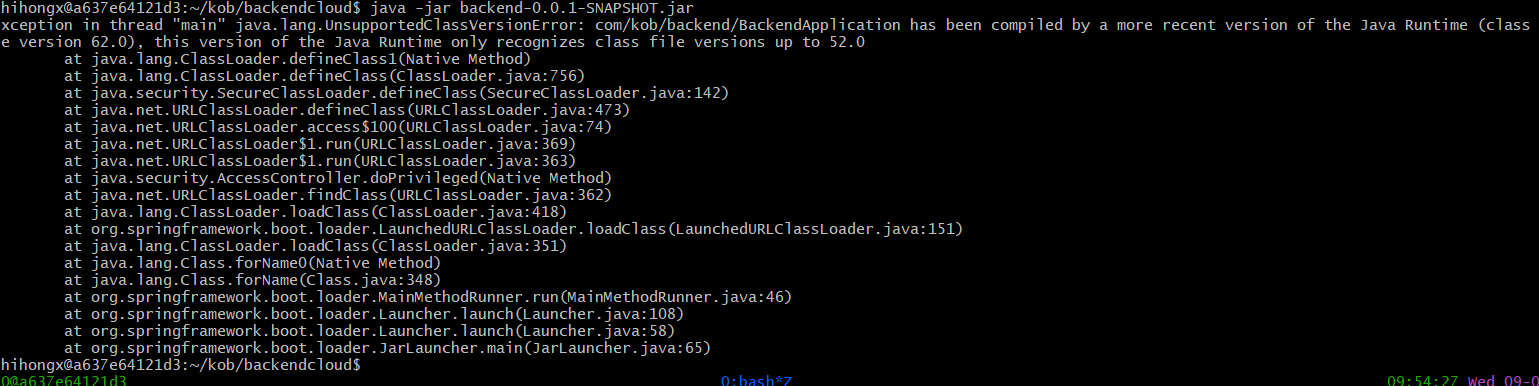 hihongx@a637e64121d3:~/kob/backendcloud$ java -jar backend-0.0.1-SNAPSHOT.jar
xception in thread "main" java.lang.UnsupportedClassVersionError: com/kob/backend/BackendApplication has been compiled by a more recent version of the Java Runtime (class
e version 62.0), this version of the Java Runtime only recognizes class file versions up to 52.0
at java.lang.ClassLoader.defineClass1(Native Method)
at java.lang.ClassLoader.defineClass(ClassLoader.java:756)
at java.security.SecureClassLoader.defineClass(SecureClassLoader.java:142)
at java.net.URLClassLoader.defineClass(URLClassLoader.java:473)
at java.net.URLClassLoader.access$100(URLClassLoader.java:74)
at java.net.URLClassLoader$1.run(URLClassLoader.java:369)
at java.net.URLClassLoader$1.run(URLClassLoader.java:363)
at java.security.AccessController.doPrivileged(Native Method)
at java.net.URLClassLoader.findClass(URLClassLoader.java:362)
at java.lang.ClassLoader.loadClass(ClassLoader.java:418)
at org.springframework.boot.loader.LaunchedURLClassLoader.loadClass(LaunchedURLClassLoader.java:151)
at java.lang.ClassLoader.loadClass(ClassLoader.java:351)
at java.lang.Class.forName0(Native Method)
at java.lang.Class.forName(Class.java:348)
at org.springframework.boot.loader.MainMethodRunner.run(MainMethodRunner.java:46)
at org.springframework.boot.loader.Launcher.launch(Launcher.java:108)
at org.springframework.boot.loader.Launcher.launch(Launcher.java:58)
at org.springframework.boot.loader.JarLauncher.main(JarLauncher.java:65)
hihongx@a637e64121d3:~/kob/backendcloud$
0@a637e64121d3 0:bash*Z 09:54:27 Wed 09-0